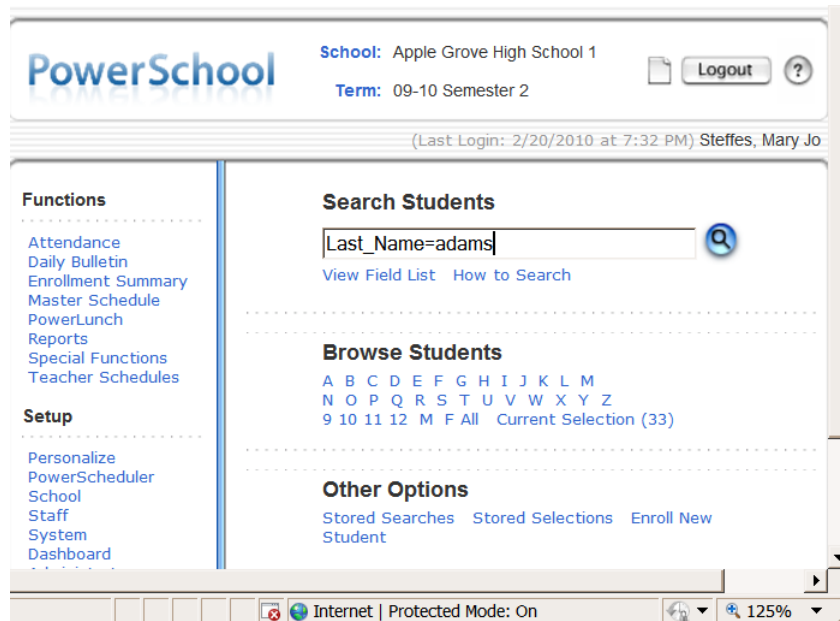 PowerSchool
School: Apple Grove High School 1
Term: 09-10 Semester 2
Logout
?
(Last Login: 2/20/2010 at 7:32 PM) Steffes, Mary Jo
Functions
Attendance
Daily Bulletin
Enrollment Summary
Master Schedule
PowerLunch
Reports
Special Functions
Teacher Schedules
Setup
Personalize
PowerScheduler
School
Staff
System
Dashboard
Search Students
Last_Name=adams
View Field List How to Search
Browse Students
A B C D E F G H I J K L M
N O P Q R S T U V W X Y Z
9 10 11 12 M F All Current Selection (33)
Other Options
Stored Searches Stored Selections Enroll New
Student
Internet | Protected Mode: On
125%